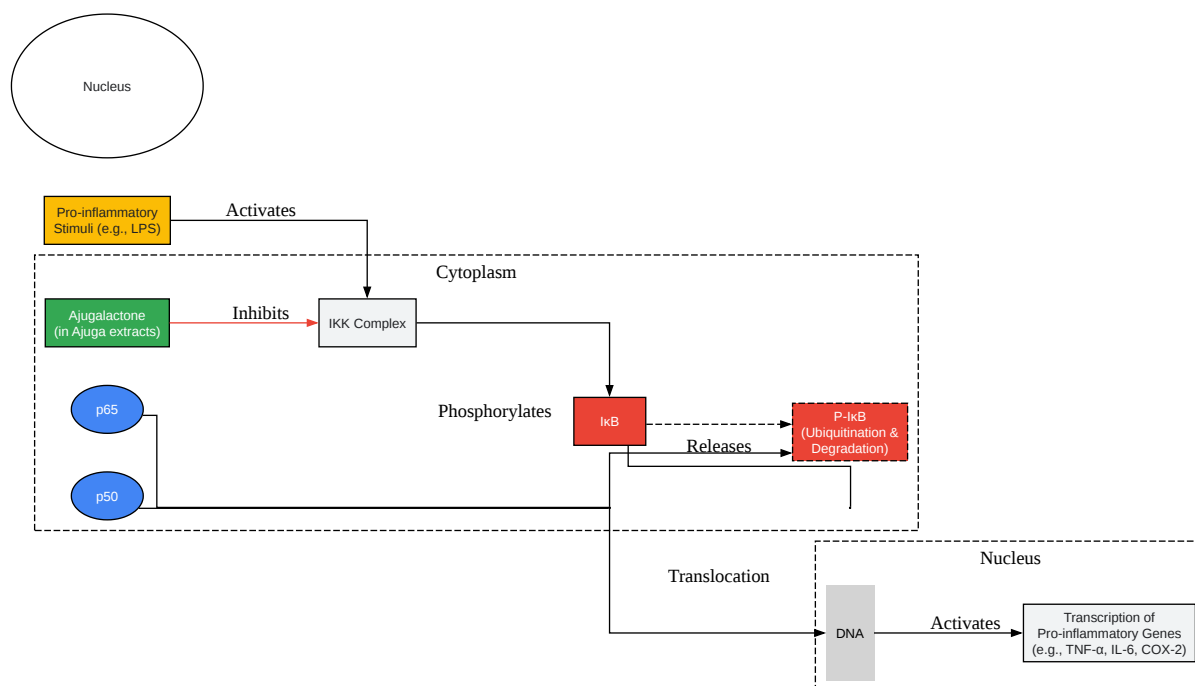 Nucleus
Pro-inflammatory
Stimuli (e.g., LPS)
Activates
Cytoplasm
Ajugalactone
(in Ajuga extracts)
Inhibits
IKK Complex
p65
Phosphorylates
IκB
P-IκB
(Ubiquitination &
Degradation)
Releases
p50
Nucleus
Translocation
DNA
Activates
Transcription of
Pro-inflammatory Genes
(e.g., TNF-α, IL-6, COX-2)